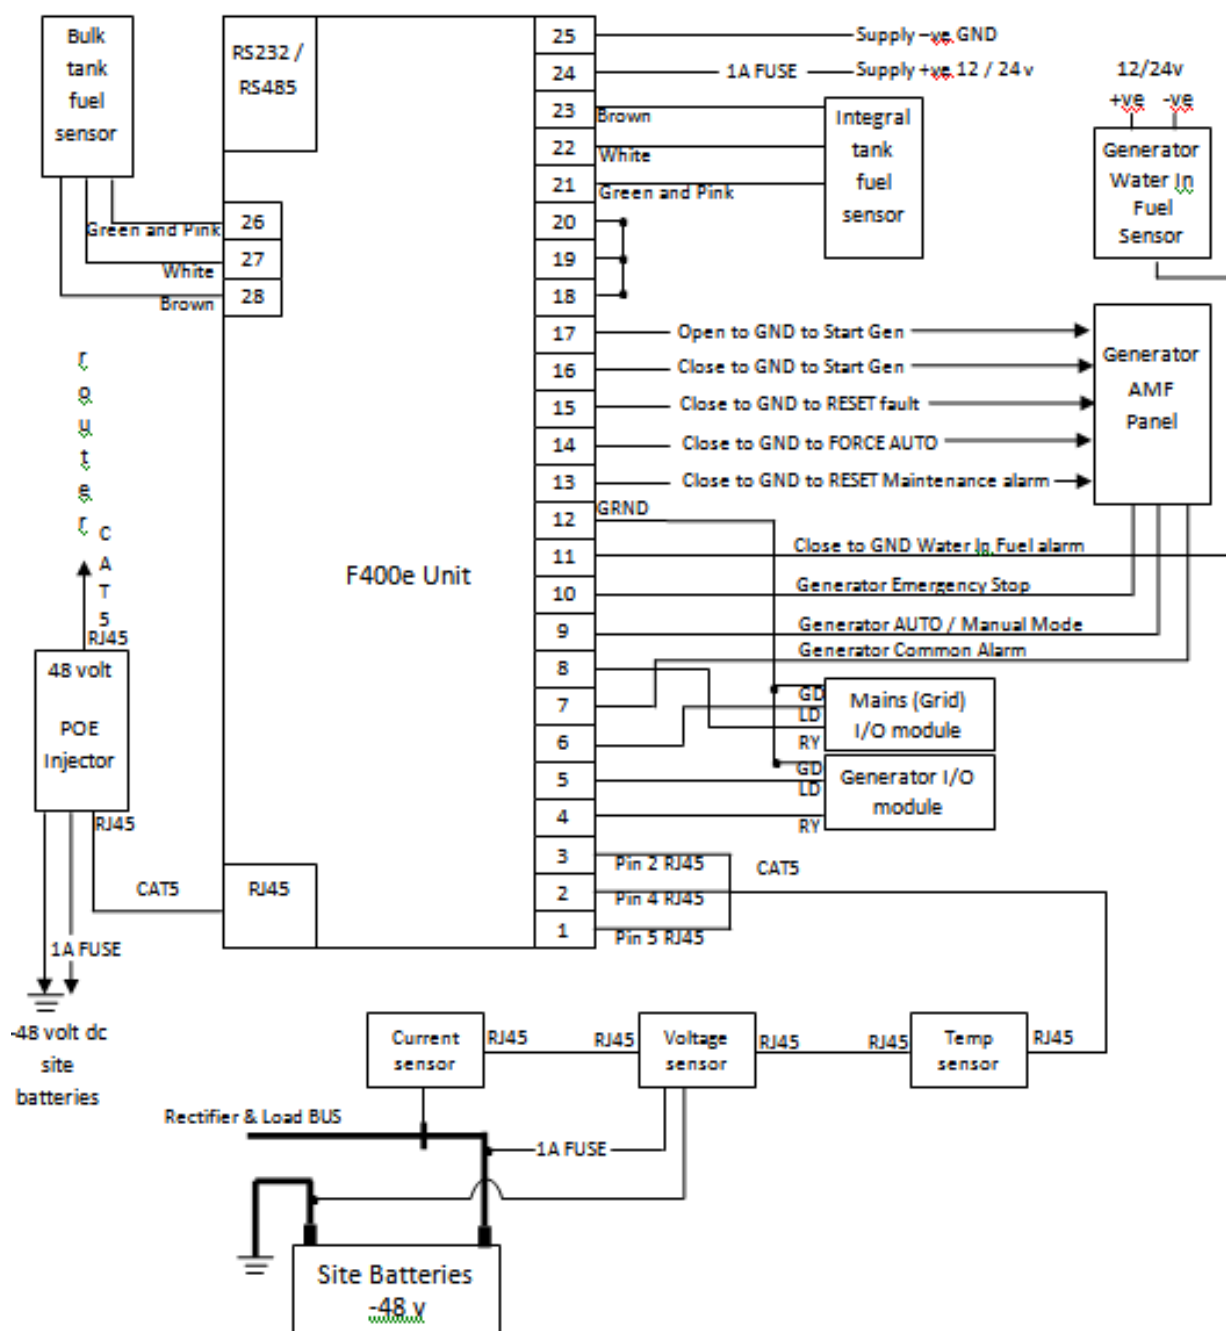 Bulk
tank
fuel
sensor
RS232 /
RS485
25
24
23
22
21
20
19
18
17
16
15
14
13
12
11
10
9
8
7
6
5
4
3
2
1
26
27
28
Green and Pink
White
Brown
Supply –ve GND
1A FUSE
Supply +ve 12 / 24 v
Brown
White
Green and Pink
Integral
tank
fuel
sensor
12/24v
+ve -ve
Generator
Water In
Fuel
Sensor
Open to GND to Start Gen
Close to GND to Start Gen
Close to GND to RESET fault
Close to GND to FORCE AUTO
Close to GND to RESET Maintenance alarm
Generator
AMF
Panel
GRND
Close to GND Water In Fuel alarm
Generator Emergency Stop
Generator AUTO / Manual Mode
Generator Common Alarm
F400e Unit
router
CAT5
RJ45
48 volt
POE
Injector
RJ45
CAT5
RJ45
1A FUSE
-48 volt dc
site
batteries
GD
LD
RY
Mains (Grid)
I/O module
GD
LD
RY
Generator I/O
module
Pin 2 RJ45
CAT5
Pin 4 RJ45
Pin 5 RJ45
Current
sensor
RJ45
RJ45
Voltage
sensor
RJ45
RJ45
Temp
sensor
RJ45
Rectifier & Load BUS
1A FUSE
Site Batteries
-48 v